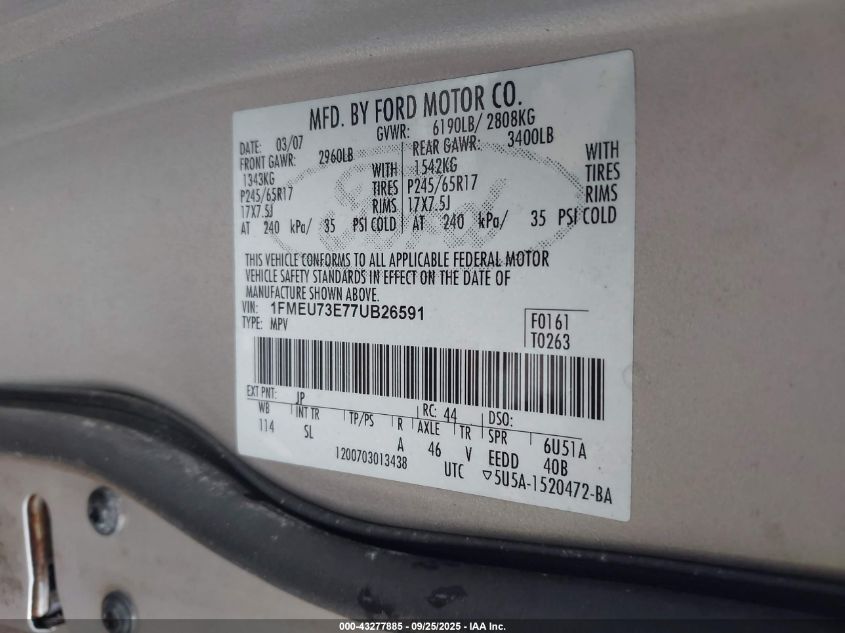 MFD. BY FORD MOTOR CO.
DATE: 03/07 GVWR: 6190LB/ 2808KG
FRONT GAWR: 2960LB REAR GAWR: 3400LB
1343KG WITH 1542KG WITH
P245/65R17 TIRES P245/65R17 TIRES
17X7.5J RIMS 17X7.5J RIMS
AT 240 kPa/ 35 PSI COLD AT 240 kPa/ 35 PSI COLD
THIS VEHICLE CONFORMS TO ALL APPLICABLE FEDERAL MOTOR
VEHICLE SAFETY STANDARDS IN EFFECT ON THE DATE OF
MANUFACTURE SHOWN ABOVE.
VIN: 1FMEU73E77UB26591
TYPE: MPV
F0161
T0263
EXT PNT: JP RC: 44 DSO:
WB INT TR TP/PS R AXLE TR SPR 6U51A
114 SL A 46 V EEDD 40B
1200703013438 UTC ▽5U5A-1520472-BA
000-43277885 - 09/25/2025 - IAA Inc.